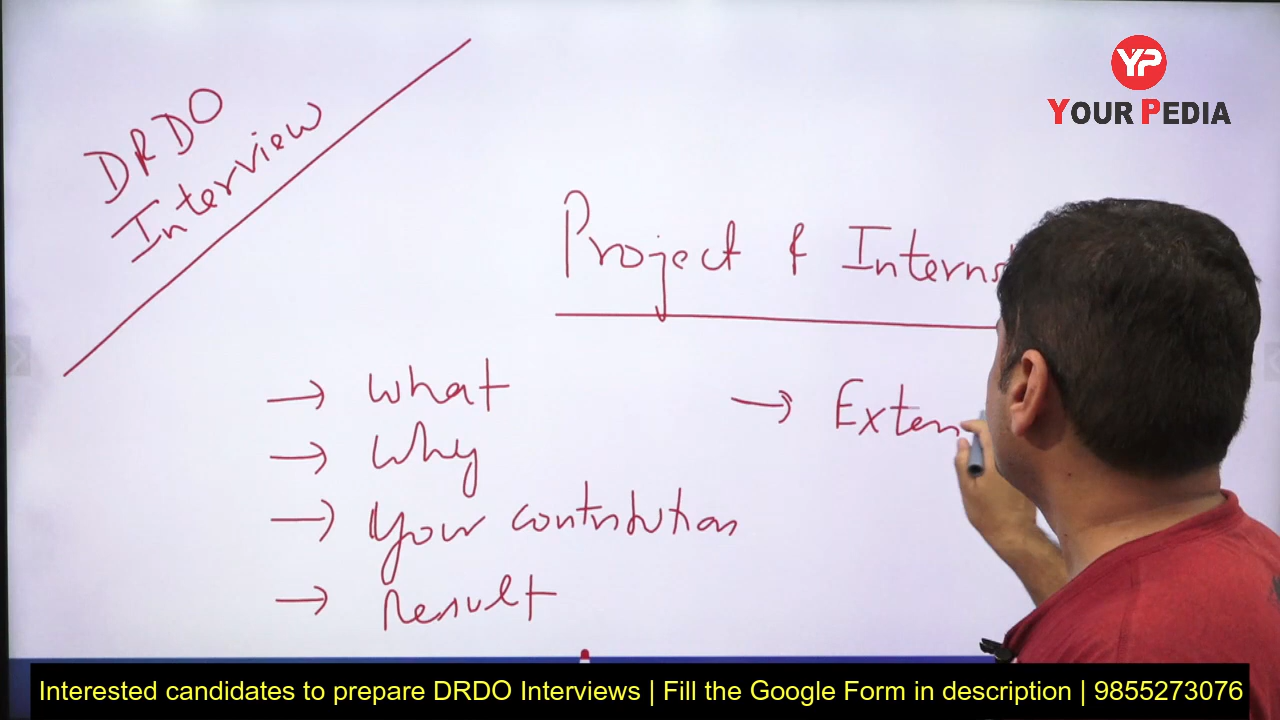 DRDO
Interview
YP
YOUR PEDIA
Project & Interns
→ What
→ Why
→ Your contribution
→ Result
→ Exten
Interested candidates to prepare DRDO Interviews | Fill the Google Form in description | 9855273076